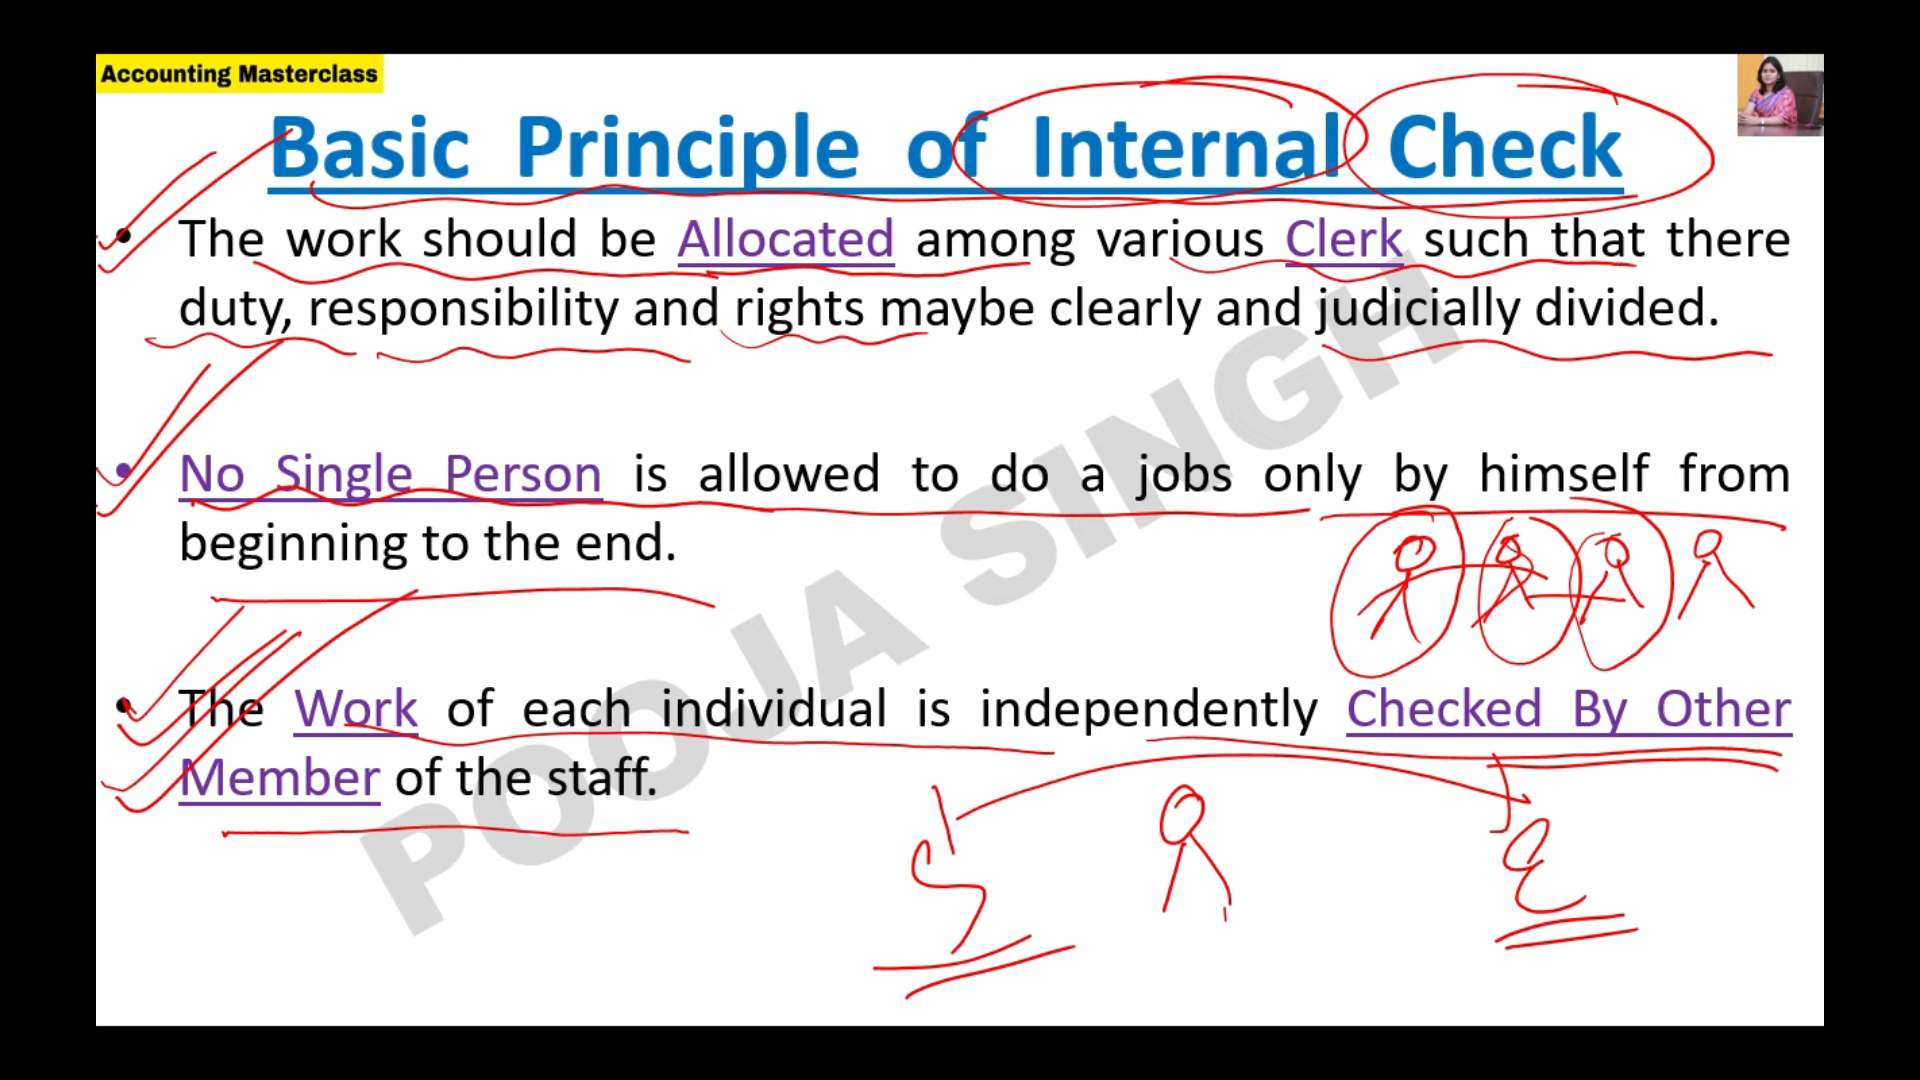 Accounting Masterclass
Basic Principle of Internal Check
• The work should be Allocated among various Clerk such that there
duty, responsibility and rights maybe clearly and judicially divided.
• No Single Person is allowed to do a jobs only by himself from
beginning to the end.
• The Work of each individual is independently Checked By Other
Member of the staff.
POOJA SINGH